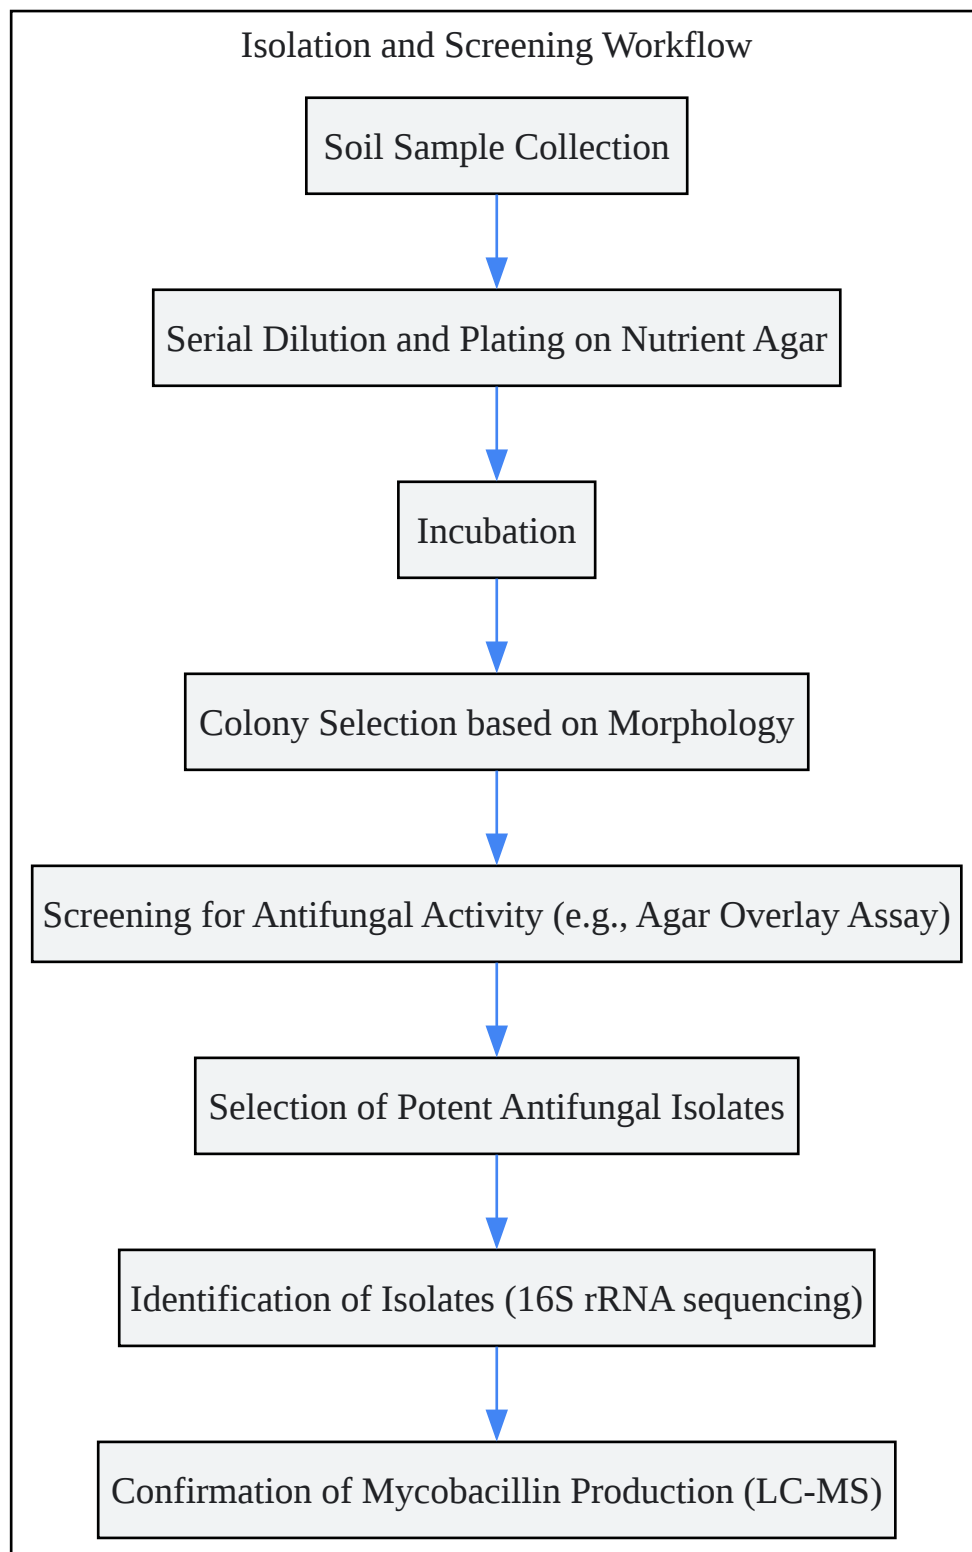 Isolation and Screening Workflow
Soil Sample Collection
Serial Dilution and Plating on Nutrient Agar
Incubation
Colony Selection based on Morphology
Screening for Antifungal Activity (e.g., Agar Overlay Assay)
Selection of Potent Antifungal Isolates
Identification of Isolates (16S rRNA sequencing)
Confirmation of Mycobacillin Production (LC-MS)